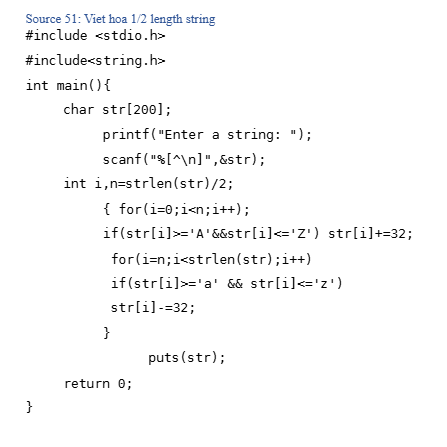 Source 51: Viet hoa 1/2 length string
#include <stdio.h>
#include<string.h>
int main(){
char str[200];
printf("Enter a string: ");
scanf("%[^\n]",&str);
int i,n=strlen(str)/2;
{ for(i=0;i<n;i++);
if(str[i]>='A'&&str[i]<='Z') str[i]+=32;
for(i=n;i<strlen(str);i++)
if(str[i]>='a' && str[i]<='z')
str[i]-=32;
}
puts(str);
return 0;
}